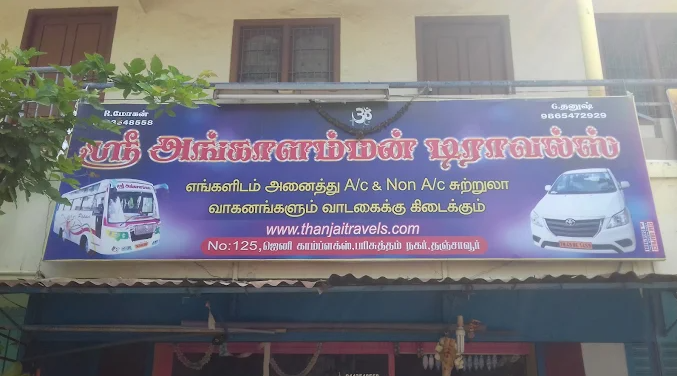 R.மோகன்
G.தனுஷ்
9865472929
ஸ்ரீ அங்காளம்மன் டிராவல்ஸ்
எங்களிடம் அனைத்து A/c & Non A/c சுற்றுலா
வாகனங்களும் வாடகைக்கு கிடைக்கும்
www.thanjaitravels.com
No:125,ஜெனி காம்ப்ளக்ஸ்,பரிசுத்தம் நகர்,தஞ்சாவூர்